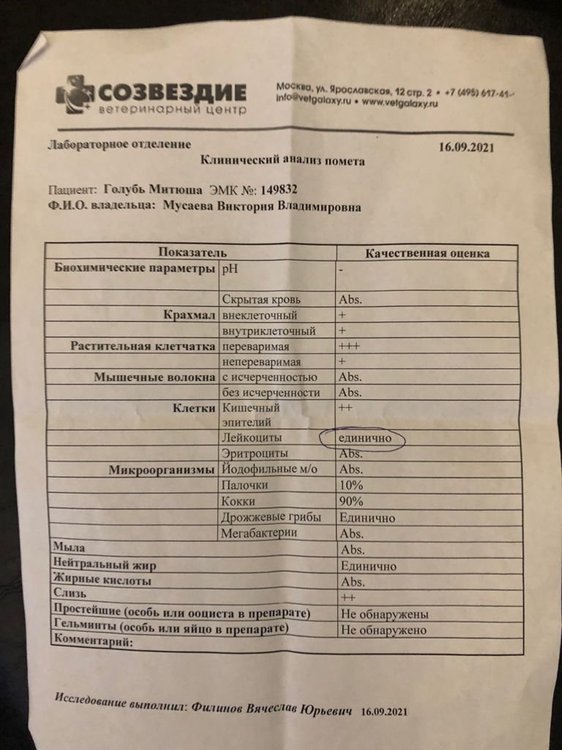 СОЗВЕЗДИЕ
ветеринарный центр
Москва, ул. Ярославская, 12 стр. 2 • +7 (495) 617-41-
info@vetgalaxy.ru • www.vetgalaxy.ru
Лабораторное отделение 16.09.2021
Клинический анализ помета
Пациент: Голубь Митюша ЭМК №: 149832
Ф.И.О. владельца: Мусаева Виктория Владимировна
Показатель Качественная оценка
Биохимические параметры pH -
Скрытая кровь Abs.
Крахмал внеклеточный +
внутриклеточный +
Растительная клетчатка переваримая +++
непереваримая +
Мышечные волокна с исчерченностью Abs.
без исчерченности Abs.
Клетки Кишечный ++
эпителий
Лейкоциты единично
Эритроциты Abs.
Микроорганизмы Йодофильные м/о Abs.
Палочки 10%
Кокки 90%
Дрожжевые грибы Единично
Мегабактерии Abs.
Мыла Abs.
Нейтральный жир Единично
Жирные кислоты Abs.
Слизь ++
Простейшие (особь или ооциста в препарате) Не обнаружены
Гельминты (особь или яйцо в препарате) Не обнаружено
Комментарий:
Исследование выполнил: Филинов Вячеслав Юрьевич 16.09.2021